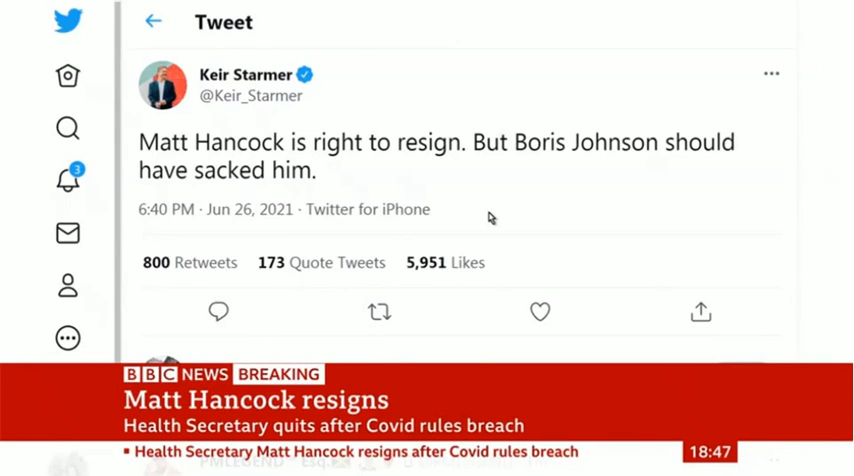 Tweet
Keir Starmer
@Keir_Starmer
Matt Hancock is right to resign. But Boris Johnson should
have sacked him.
6:40 PM · Jun 26, 2021 · Twitter for iPhone
3
800 Retweets 173 Quote Tweets 5,951 Likes
BBC NEWS BREAKING
Matt Hancock resigns
Health Secretary quits after Covid rules breach
Health Secretary Matt Hancock resigns after Covid rules breach 18:47
PMLEGEND Esq.